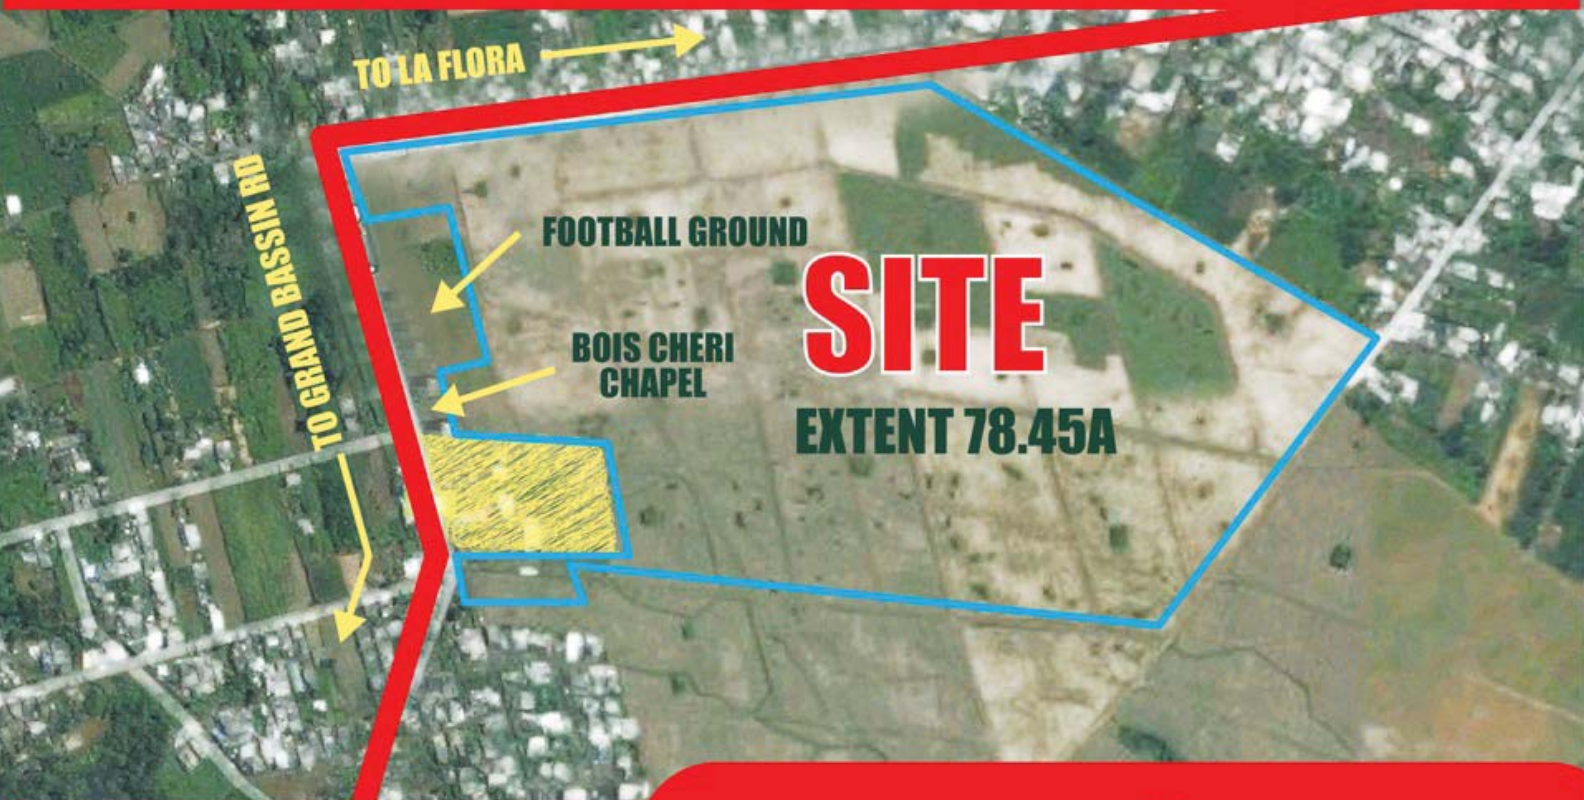 TO LA FLORA
TO GRAND BASSIN RD
FOOTBALL GROUND
SITE
BOIS CHERI
CHAPEL
EXTENT 78.45A